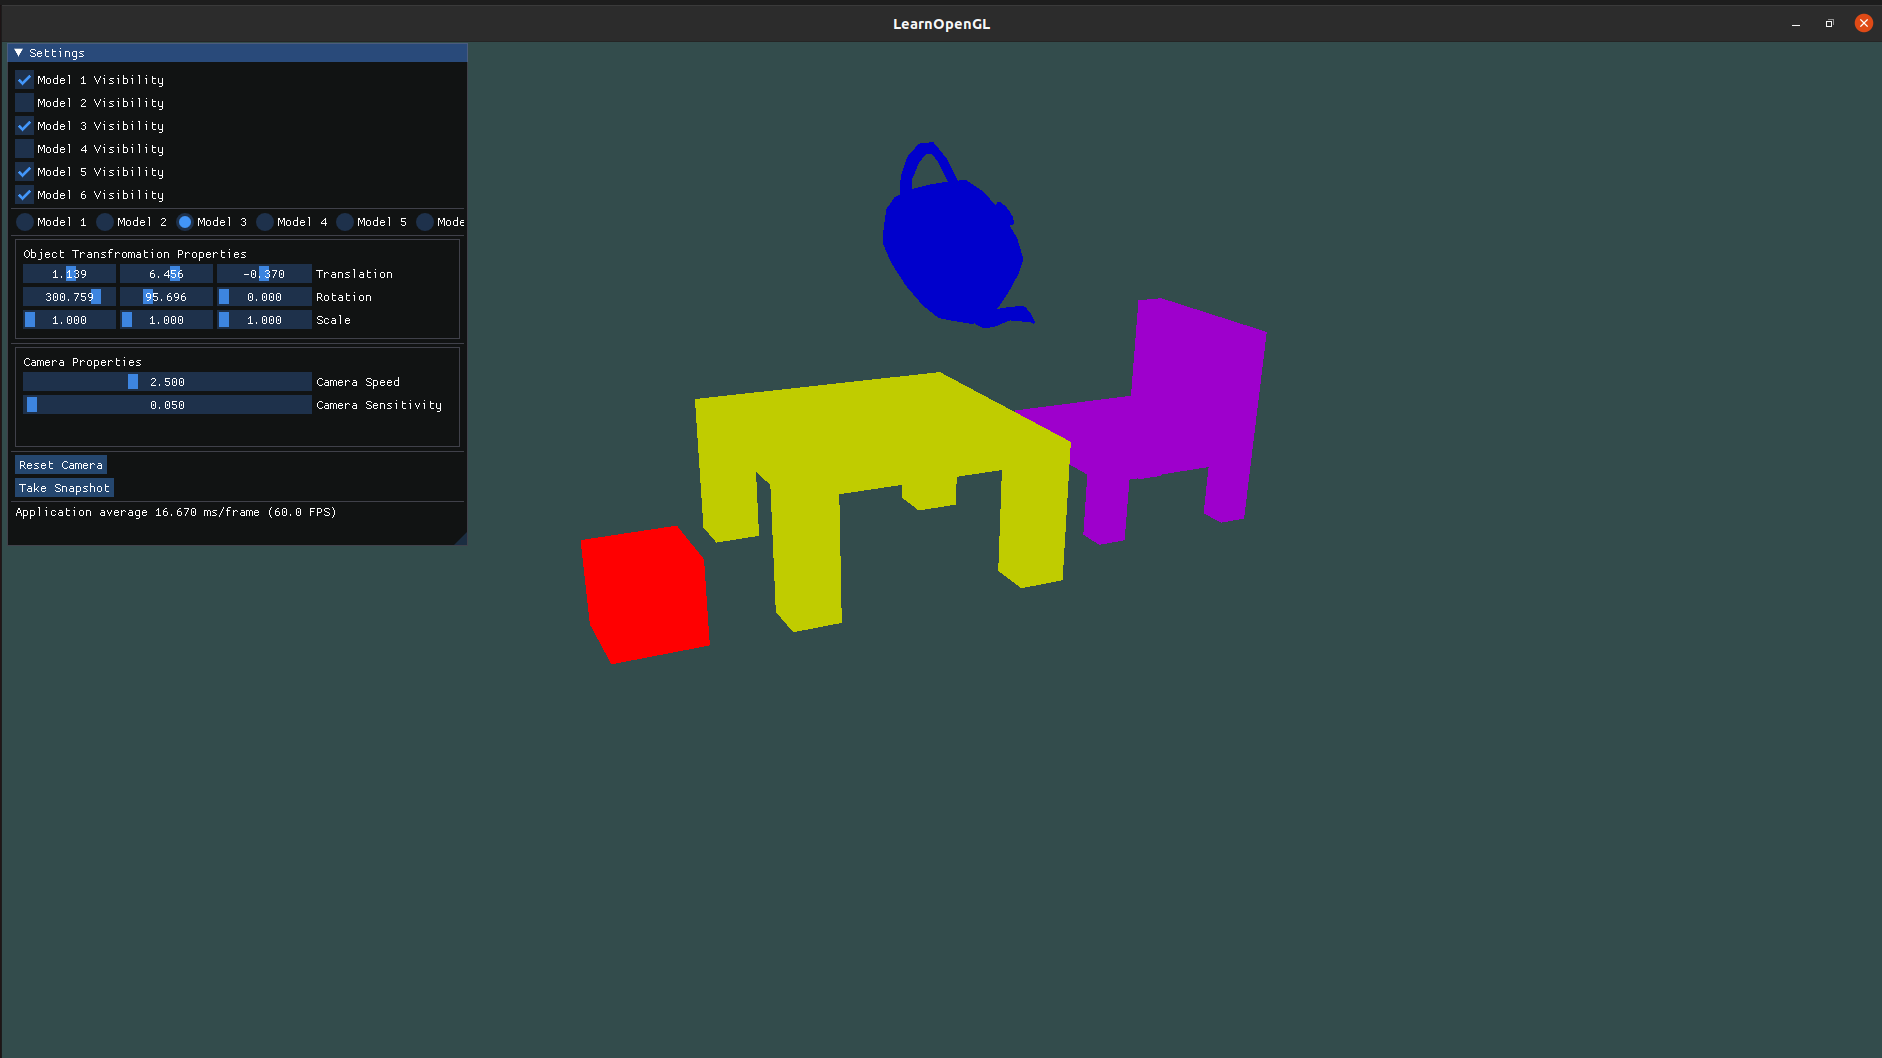 LearnOpenGL
Settings
Model 1 Visibility
Model 2 Visibility
Model 3 Visibility
Model 4 Visibility
Model 5 Visibility
Model 6 Visibility
Model 1 Model 2 Model 3 Model 4 Model 5 Mode
Object Transfromation Properties
1.139 6.456 -0.370 Translation
300.759 95.696 0.000 Rotation
1.000 1.000 1.000 Scale
Camera Properties
2.500 Camera Speed
0.050 Camera Sensitivity
Reset Camera
Take Snapshot
Application average 16.670 ms/frame (60.0 FPS)